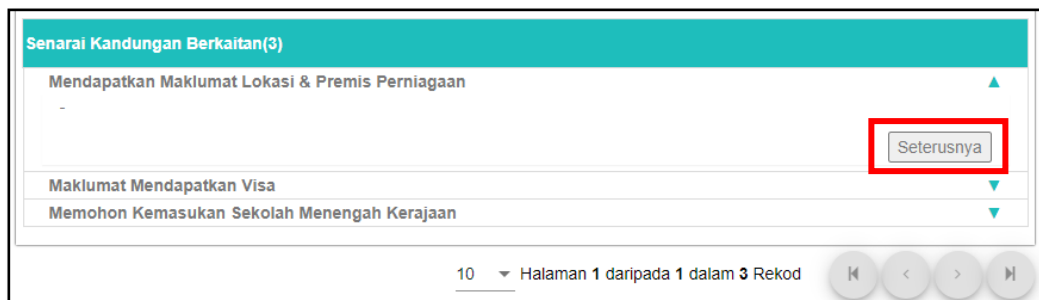 Senarai Kandungan Berkaitan(3)
Mendapatkan Maklumat Lokasi & Premis Perniagaan
-
Seterusnya
Maklumat Mendapatkan Visa
Memohon Kemasukan Sekolah Menengah Kerajaan
10 Halaman 1 daripada 1 dalam 3 Rekod